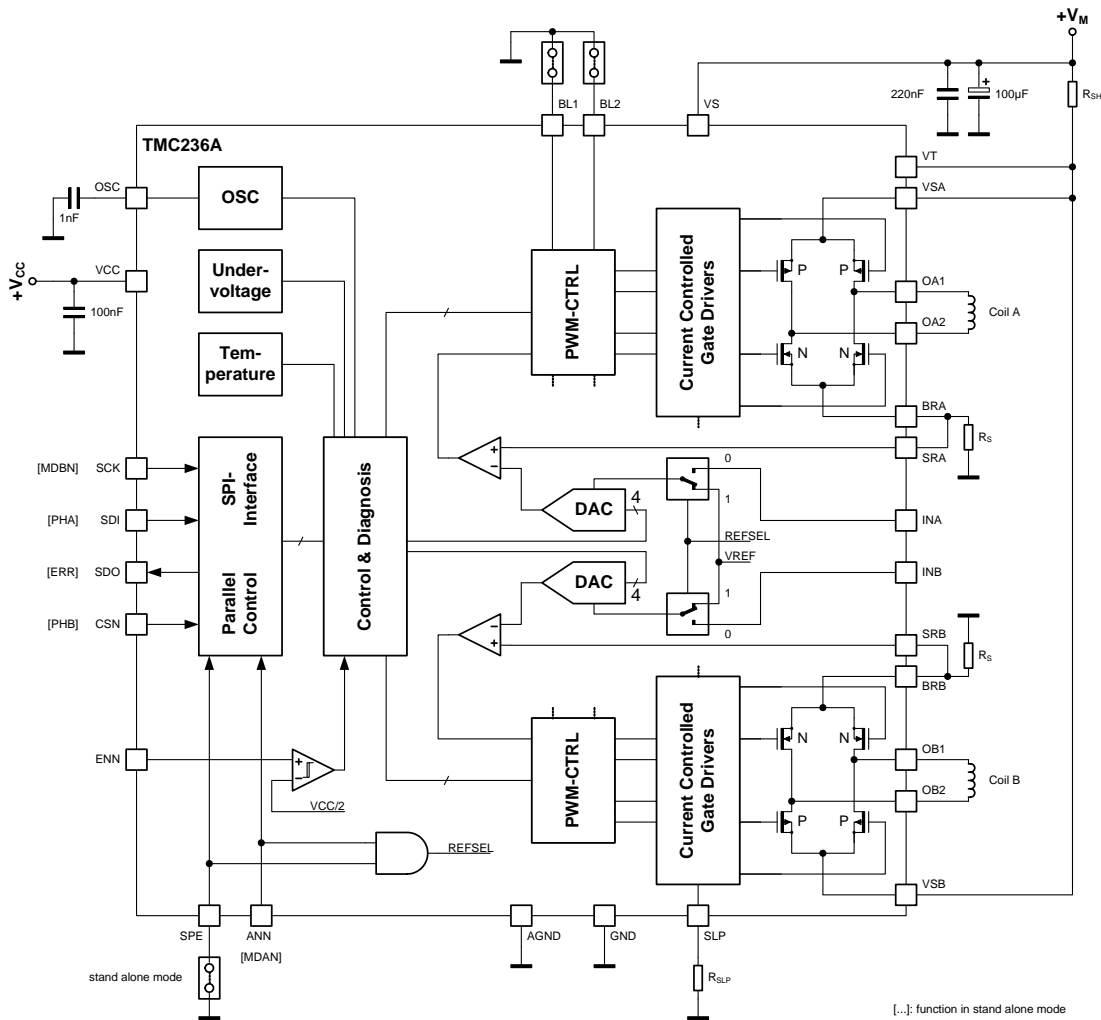 +VM
220nF
100µF
+
RSH
BL1
BL2
VS
TMC236A
VT
OSC
1nF
OSC
VSA
+VCC
VCC
100nF
Under-
voltage
Tem-
perature
PWM-CTRL
Current Controlled
Gate Drivers
P
P
N
N
OA1
OA2
Coil A
BRA
SRA
RS
[MDBN]
SCK
[PHA]
SDI
[ERR]
SDO
[PHB]
CSN
SPI-
Interface
Parallel
Control
Control & Diagnosis
+
−
DAC
4
0
1
REFSEL
VREF
INA
INB
DAC
4
1
0
−
+
SRB
BRB
RS
ENN
+
−
VCC/2
PWM-CTRL
Current Controlled
Gate Drivers
N
N
P
P
OB1
OB2
Coil B
REFSEL
VSB
SPE
ANN
[MDAN]
AGND
GND
SLP
stand alone mode
RSLP
[...]: function in stand alone mode